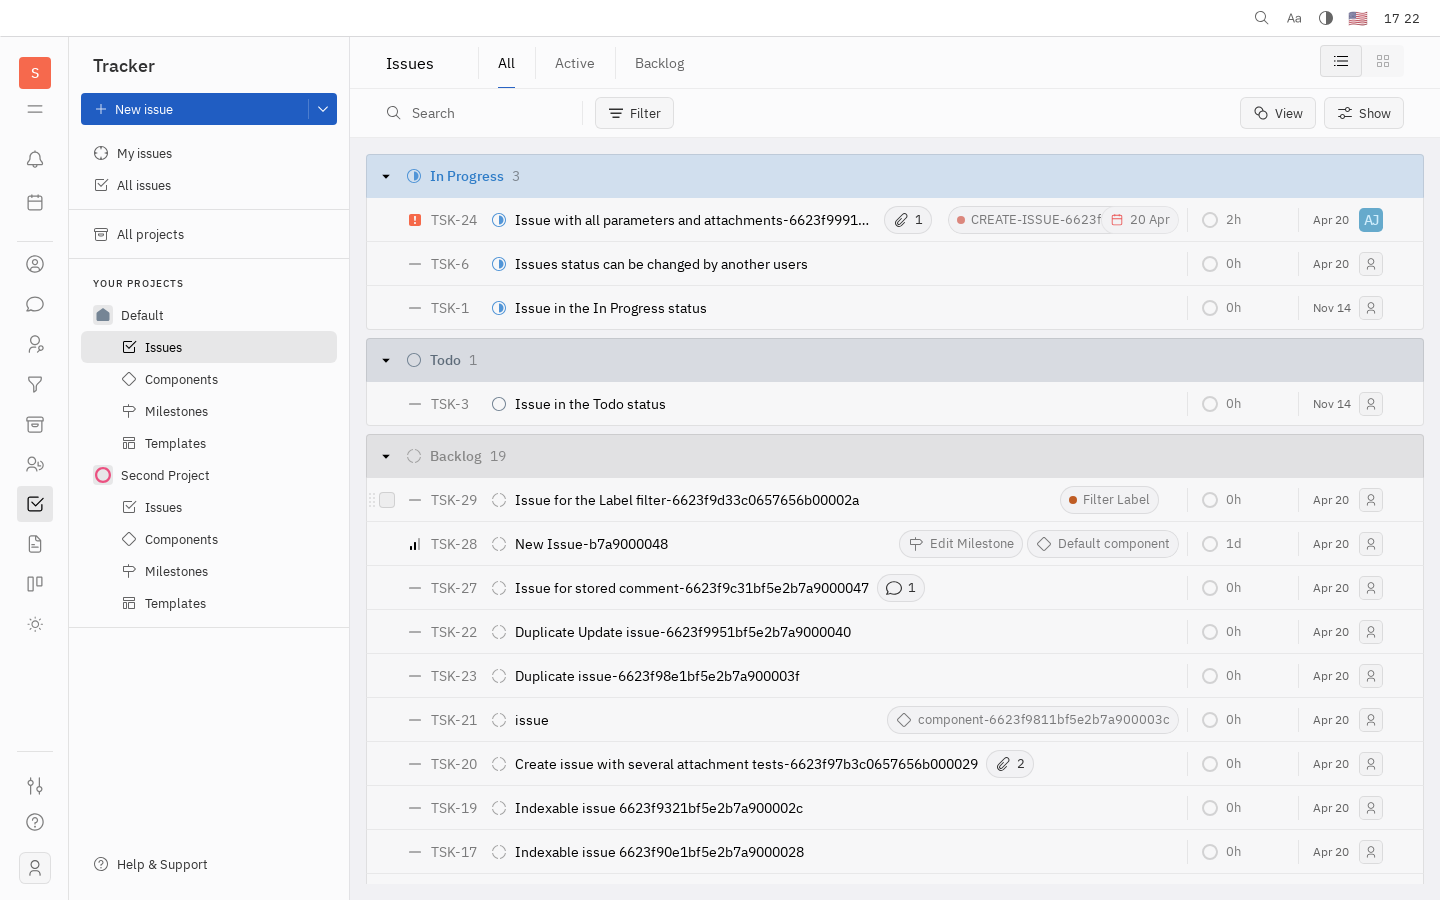 Aa
17 22
S
Tracker
New issue
My issues
All issues
All projects
YOUR PROJECTS
Default
Issues
Components
Milestones
Templates
Second Project
Issues
Components
Milestones
Templates
Help & Support
Issues
All
Active
Backlog
Search
Filter
View
Show
In Progress 3
TSK-24 Issue with all parameters and attachments-6623f9991... 1 CREATE-ISSUE-6623f 20 Apr 2h Apr 20 AJ
TSK-6 Issues status can be changed by another users 0h Apr 20
TSK-1 Issue in the In Progress status 0h Nov 14
Todo 1
TSK-3 Issue in the Todo status 0h Nov 14
Backlog 19
TSK-29 Issue for the Label filter-6623f9d33c0657656b00002a Filter Label 0h Apr 20
TSK-28 New Issue-b7a9000048 Edit Milestone Default component 1d Apr 20
TSK-27 Issue for stored comment-6623f9c31bf5e2b7a9000047 1 0h Apr 20
TSK-22 Duplicate Update issue-6623f9951bf5e2b7a9000040 0h Apr 20
TSK-23 Duplicate issue-6623f98e1bf5e2b7a900003f 0h Apr 20
TSK-21 issue component-6623f9811bf5e2b7a900003c 0h Apr 20
TSK-20 Create issue with several attachment tests-6623f97b3c0657656b000029 2 0h Apr 20
TSK-19 Indexable issue 6623f9321bf5e2b7a900002c 0h Apr 20
TSK-17 Indexable issue 6623f90e1bf5e2b7a9000028 0h Apr 20